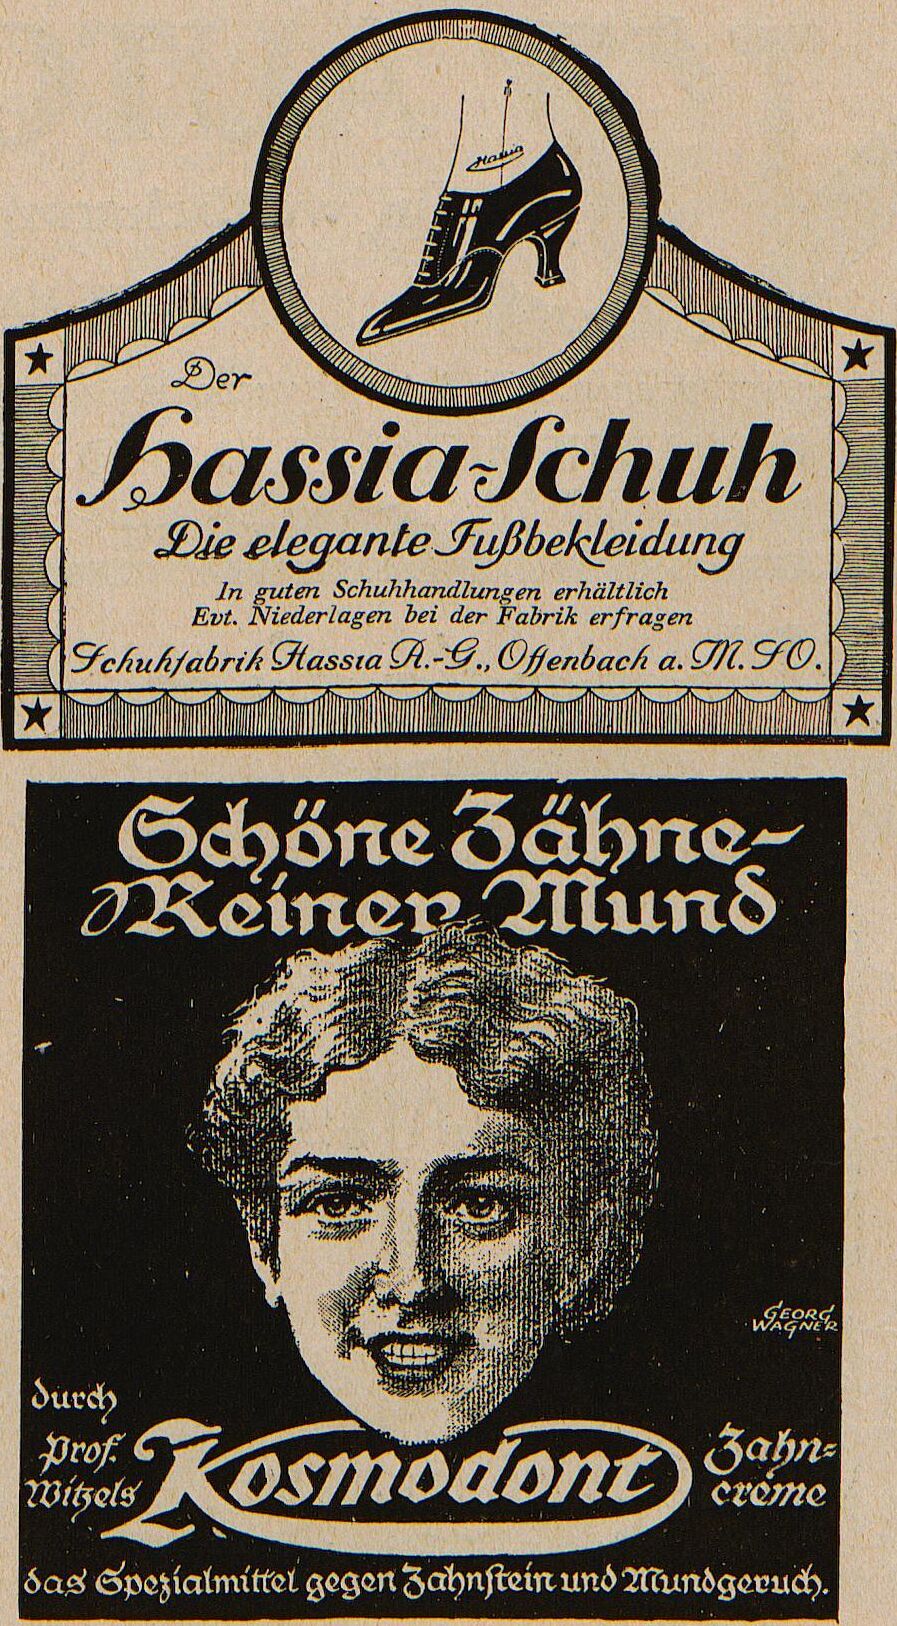 Hassia
Der
Hassia-Schuh
Die elegante Fußbekleidung
In guten Schuhhandlungen erhältlich
Evt. Niederlagen bei der Fabrik erfragen
Schuhfabrik Hassia A.-G., Offenbach a. M. SO.
Schöne Zähne-
Reiner Mund
GEORG
WAGNER
durch
Prof.
Witzels
Kosmodont
Zahn-
crème
das Spezialmittel gegen Zahnstein und Mundgeruch.